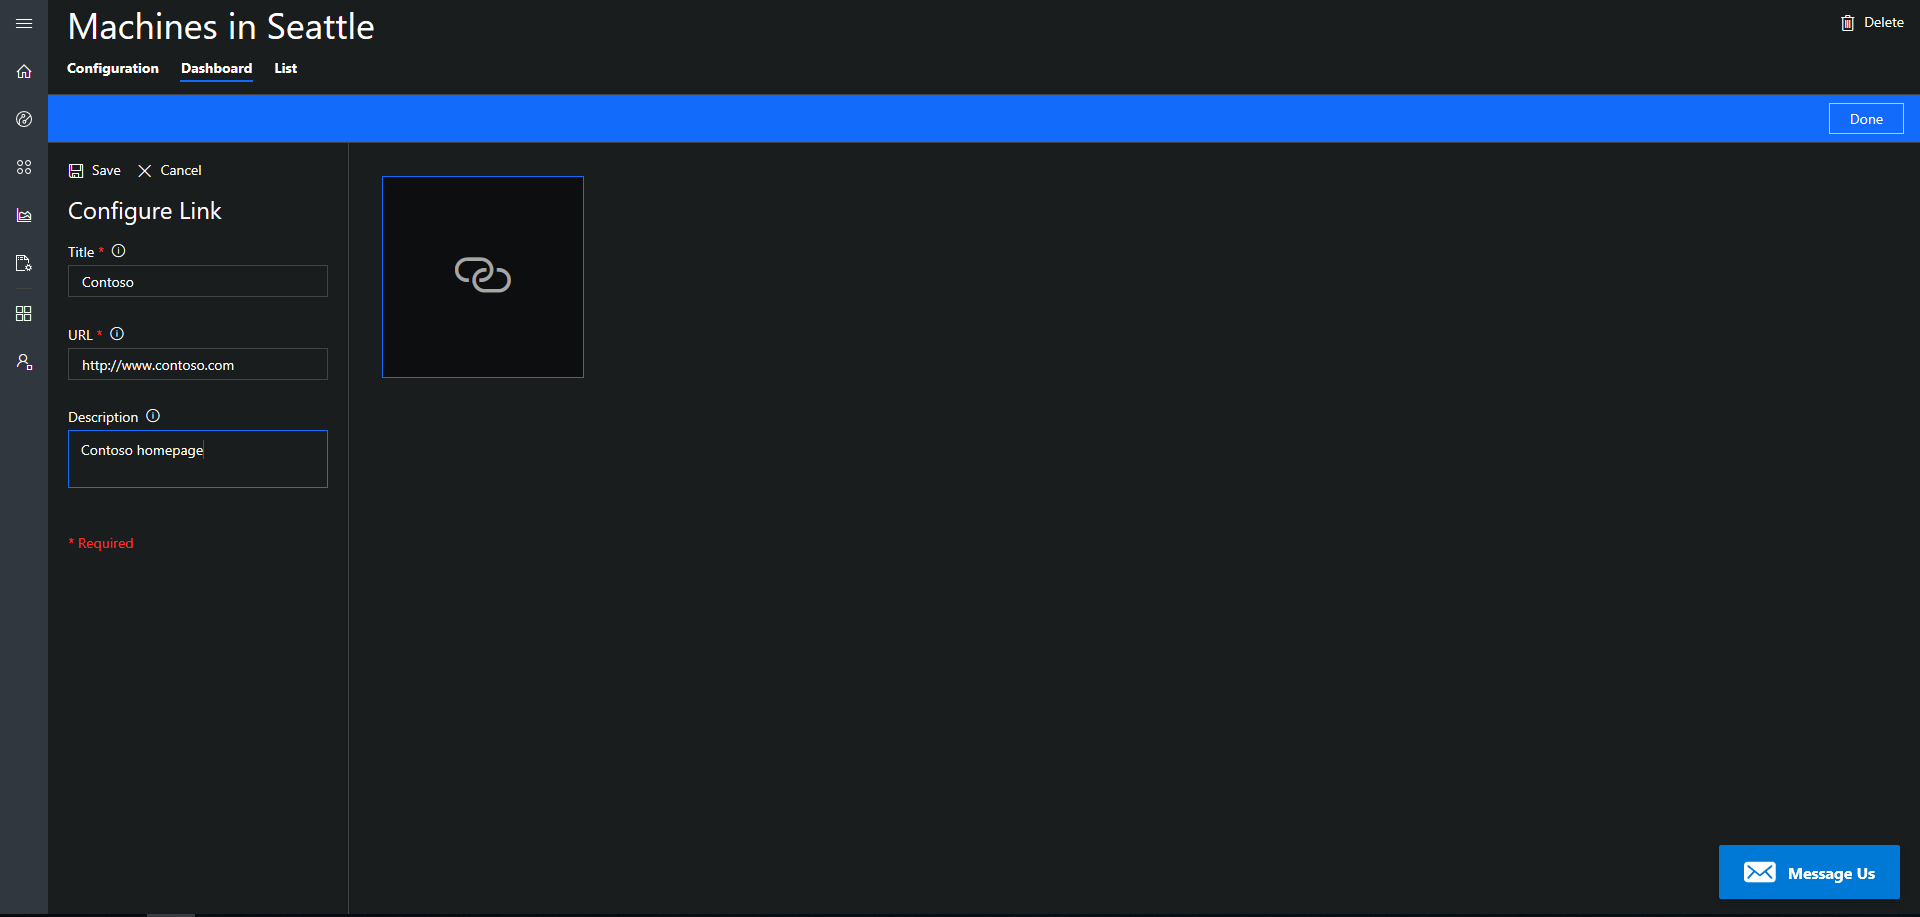 Machines in Seattle
Delete
Configuration Dashboard List
Done
Save Cancel
Configure Link
Title *
Contoso
URL *
http://www.contoso.com
Description
Contoso homepage
* Required
Message Us